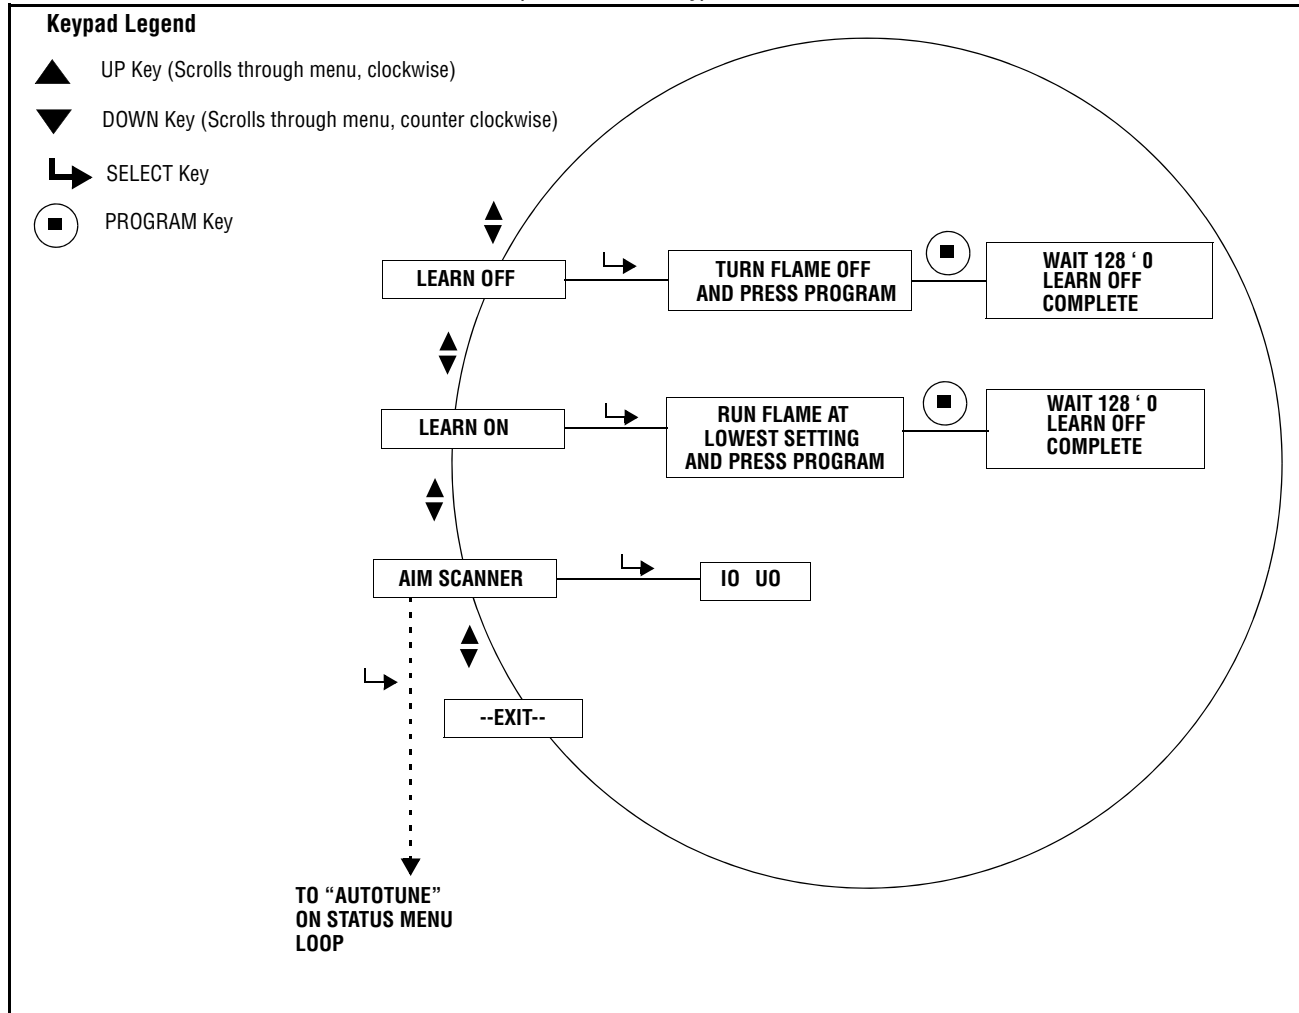 Keypad Legend
UP Key (Scrolls through menu, clockwise)
DOWN Key (Scrolls through menu, counter clockwise)
SELECT Key
PROGRAM Key
LEARN OFF
TURN FLAME OFF
AND PRESS PROGRAM
WAIT 128 ‘ 0
LEARN OFF
COMPLETE
LEARN ON
RUN FLAME AT
LOWEST SETTING
AND PRESS PROGRAM
WAIT 128 ‘ 0
LEARN OFF
COMPLETE
AIM SCANNER
IO UO
--EXIT--
TO “AUTOTUNE”
ON STATUS MENU
LOOP